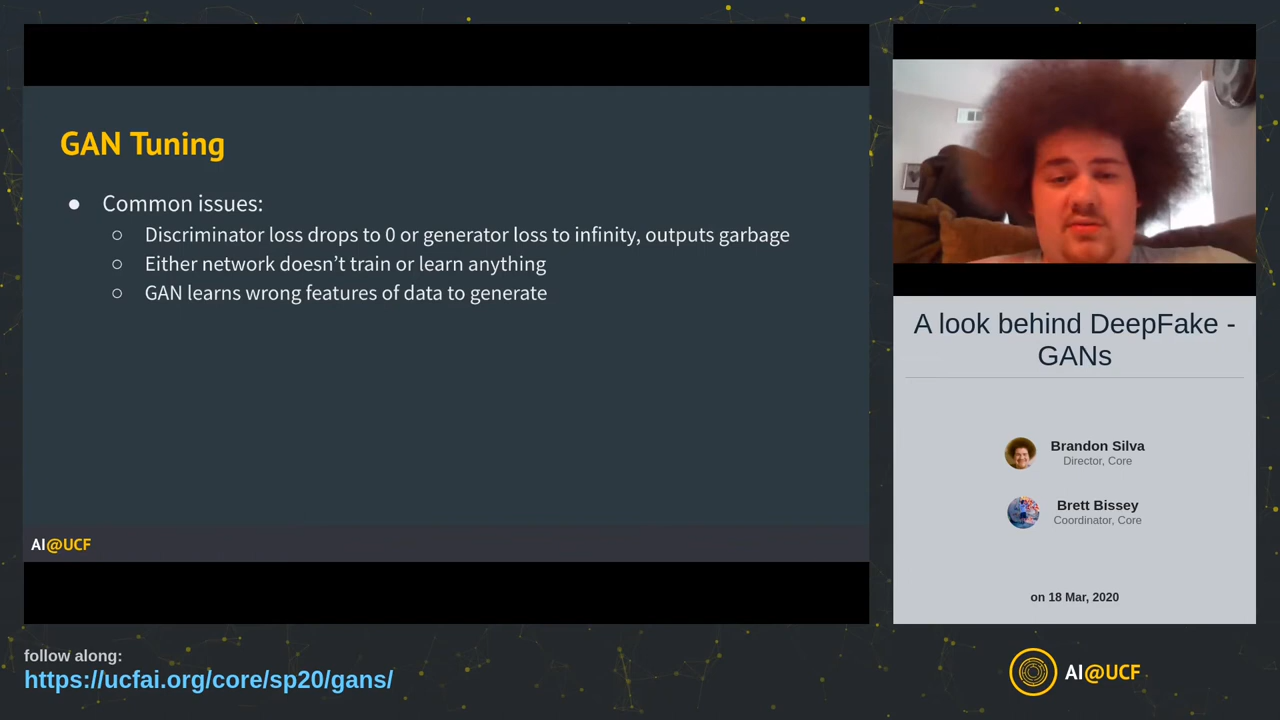 GAN Tuning
● Common issues:
○ Discriminator loss drops to 0 or generator loss to infinity, outputs garbage
○ Either network doesn’t train or learn anything
○ GAN learns wrong features of data to generate
AI@UCF
A look behind DeepFake -
GANs
Brandon Silva
Director, Core
Brett Bissey
Coordinator, Core
on 18 Mar, 2020
follow along:
https://ucfai.org/core/sp20/gans/
AI@UCF